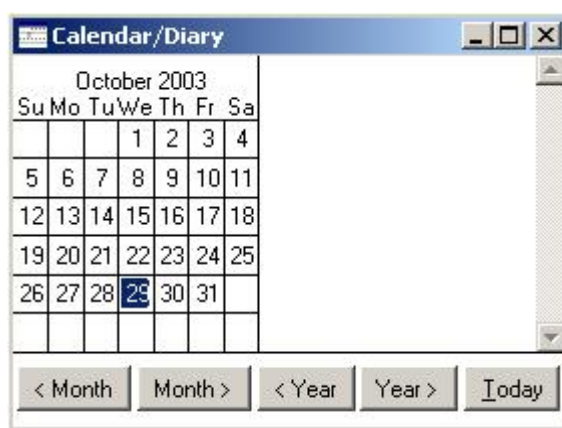 Calendar/Diary
October 2003
Su Mo Tu We Th Fr Sa
1 2 3 4
5 6 7 8 9 10 11
12 13 14 15 16 17 18
19 20 21 22 23 24 25
26 27 28 29 30 31
< Month Month > < Year Year > Today